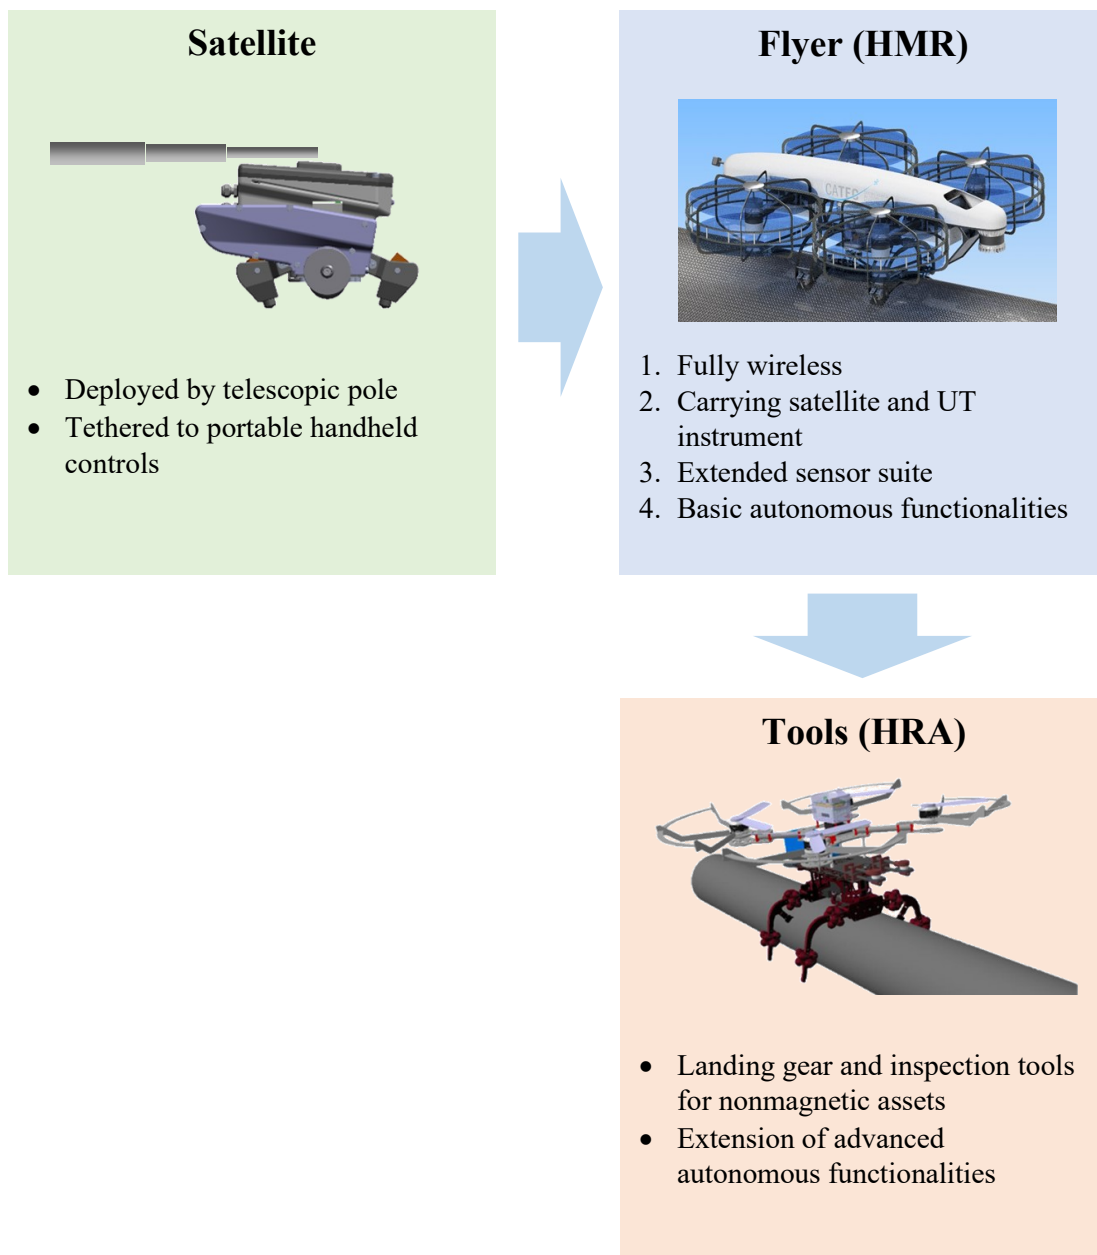 Satellite
• Deployed by telescopic pole
• Tethered to portable handheld
controls
Flyer (HMR)
1. Fully wireless
2. Carrying satellite and UT
instrument
3. Extended sensor suite
4. Basic autonomous functionalities
Tools (HRA)
• Landing gear and inspection tools
for nonmagnetic assets
• Extension of advanced
autonomous functionalities